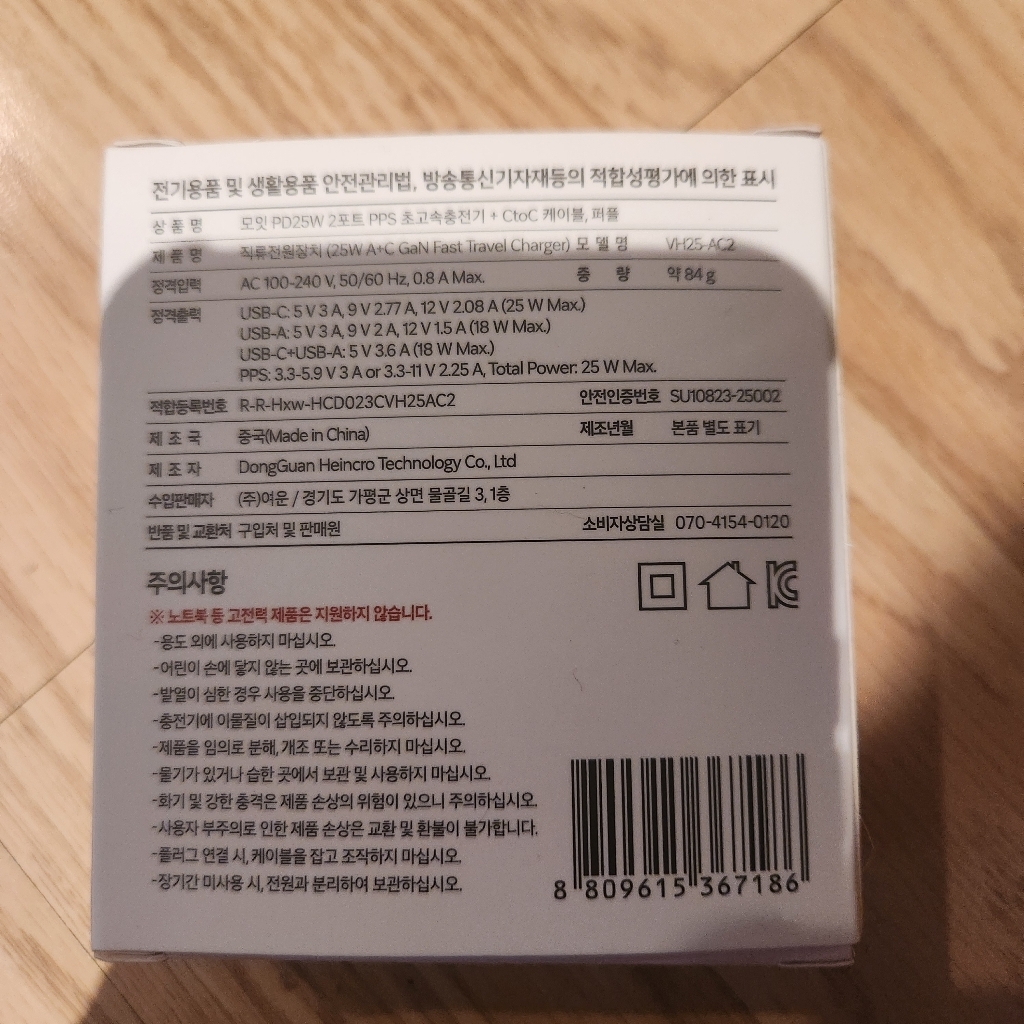 전기용품 및 생활용품 안전관리법, 방송통신기자재등의 적합성평가에 의한 표시
상 품 명 모잇 PD25W 2포트 PPS 초고속충전기 + CtoC 케이블, 퍼플
제 품 명 직류전원장치 (25W A+C GaN Fast Travel Charger) 모 델 명 VH25-AC2
정격입력 AC 100-240 V, 50/60 Hz, 0.8 A Max. 중 량 약 84 g
정격출력 USB-C: 5 V 3 A, 9 V 2.77 A, 12 V 2.08 A (25 W Max.)
USB-A: 5 V 3 A, 9 V 2 A, 12 V 1.5 A (18 W Max.)
USB-C+USB-A: 5 V 3.6 A (18 W Max.)
PPS: 3.3-5.9 V 3 A or 3.3-11 V 2.25 A, Total Power: 25 W Max.
적합등록번호 R-R-Hxw-HCD023CVH25AC2 안전인증번호 SU10823-25002
제 조 국 중국(Made in China) 제조년월 본품 별도 표기
제 조 자 DongGuan Heincro Technology Co., Ltd
수입판매자 (주)여운 / 경기도 가평군 상면 물골길 3, 1층
반품 및 교환처 구입처 및 판매원 소비자상담실 070-4154-0120
주의사항
※ 노트북 등 고전력 제품은 지원하지 않습니다.
-용도 외에 사용하지 마십시오.
-어린이 손에 닿지 않는 곳에 보관하십시오.
-발열이 심한 경우 사용을 중단하십시오.
-충전기에 이물질이 삽입되지 않도록 주의하십시오.
-제품을 임의로 분해, 개조 또는 수리하지 마십시오.
-물기가 있거나 습한 곳에서 보관 및 사용하지 마십시오.
-화기 및 강한 충격은 제품 손상의 위험이 있으니 주의하십시오.
-사용자 부주의로 인한 제품 손상은 교환 및 환불이 불가합니다.
-플러그 연결 시, 케이블을 잡고 조작하지 마십시오.
-장기간 미사용 시, 전원과 분리하여 보관하십시오.
8 809615 367186